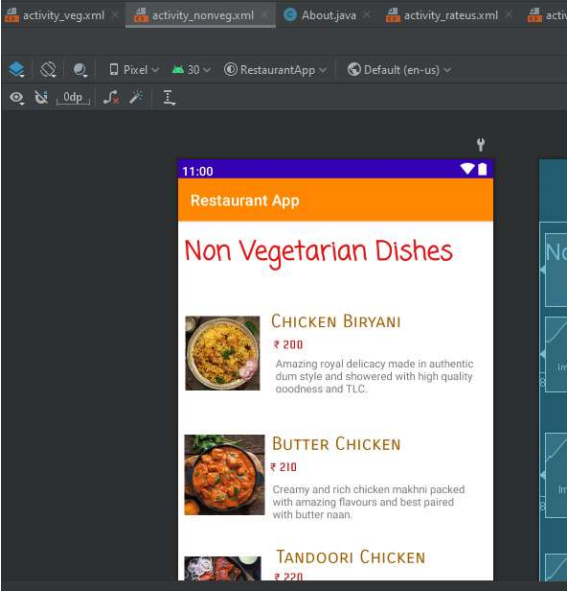 activity_veg.xml activity_nonveg.xml About.java activity_rateus.xml
Pixel 30 RestaurantApp Default (en-us)
0dp
11:00
Restaurant App
Non Vegetarian Dishes
CHICKEN BIRYANI
₹ 200
Amazing royal delicacy made in authentic
dum style and showered with high quality
goodness and TLC.
BUTTER CHICKEN
₹ 210
Creamy and rich chicken makhni packed
with amazing flavours and best paired
with butter naan.
TANDOORI CHICKEN
₹ 220